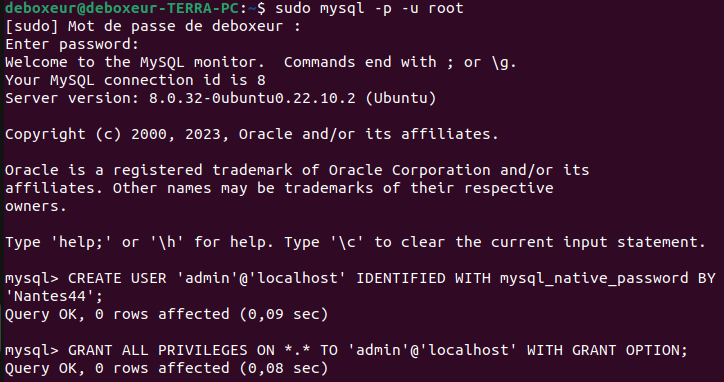 deboxeur@deboxeur-TERRA-PC:~$ sudo mysql -p -u root
[sudo] Mot de passe de deboxeur :
Enter password:
Welcome to the MySQL monitor.  Commands end with ; or \g.
Your MySQL connection id is 8
Server version: 8.0.32-0ubuntu0.22.10.2 (Ubuntu)

Copyright (c) 2000, 2023, Oracle and/or its affiliates.

Oracle is a registered trademark of Oracle Corporation and/or its
affiliates. Other names may be trademarks of their respective
owners.

Type 'help;' or '\h' for help. Type '\c' to clear the current input statement.

mysql> CREATE USER 'admin'@'localhost' IDENTIFIED WITH mysql_native_password BY
'Nantes44';
Query OK, 0 rows affected (0,09 sec)

mysql> GRANT ALL PRIVILEGES ON *.* TO 'admin'@'localhost' WITH GRANT OPTION;
Query OK, 0 rows affected (0,08 sec)